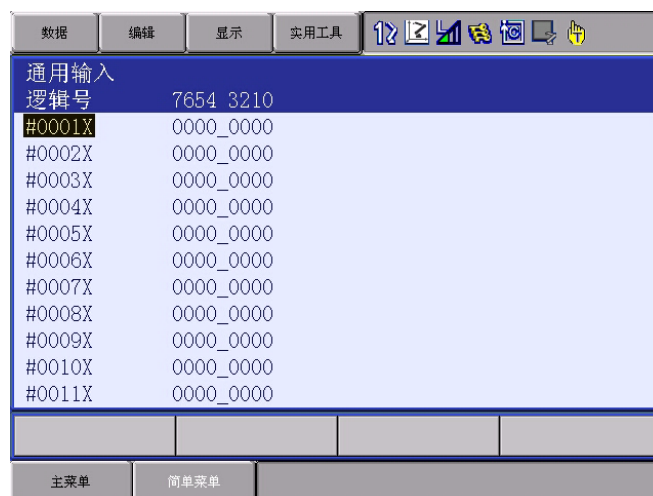 数据 编辑 显示 实用工具
通用输入
逻辑号 7654 3210
#0001X 0000_0000
#0002X 0000_0000
#0003X 0000_0000
#0004X 0000_0000
#0005X 0000_0000
#0006X 0000_0000
#0007X 0000_0000
#0008X 0000_0000
#0009X 0000_0000
#0010X 0000_0000
#0011X 0000_0000
主菜单 简单菜单